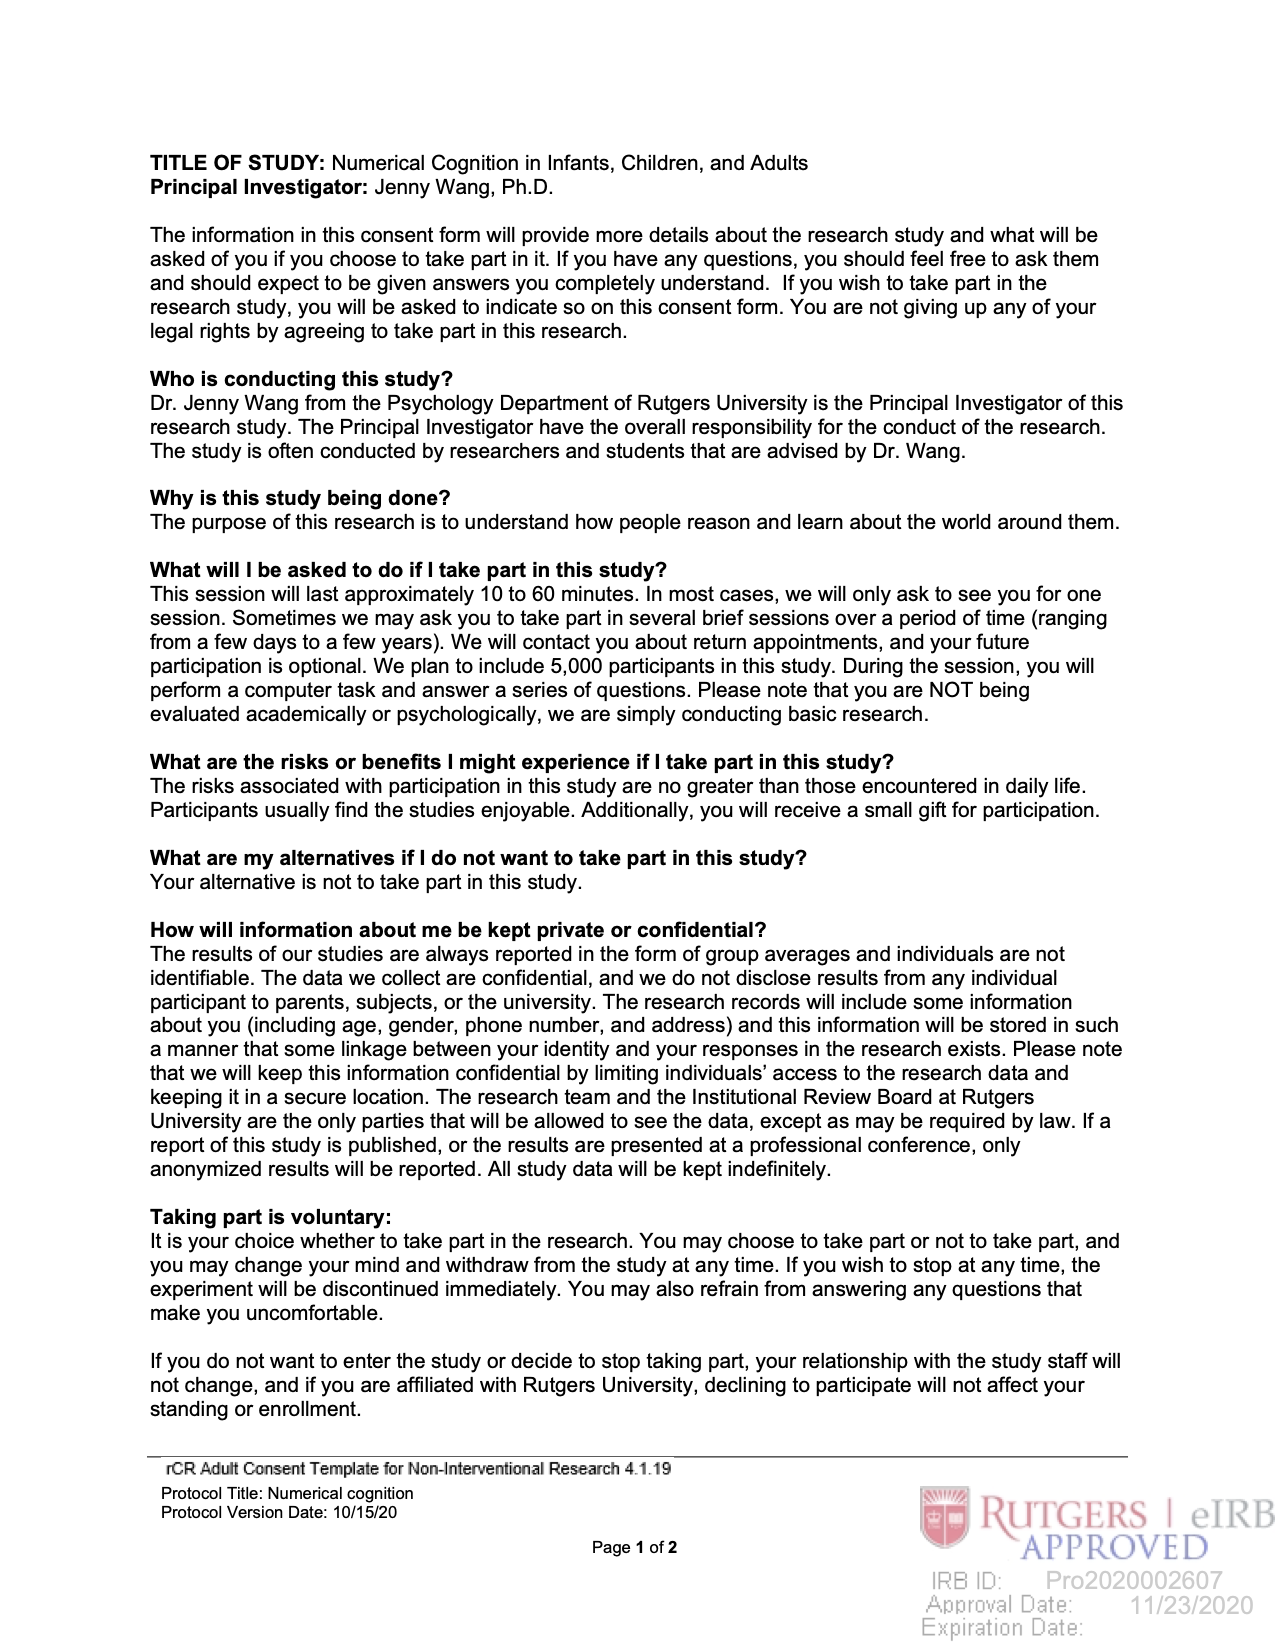 TITLE OF STUDY: Numerical Cognition in Infants, Children, and Adults
Principal Investigator: Jenny Wang, Ph.D.
The information in this consent form will provide more details about the research study and what will be
asked of you if you choose to take part in it. If you have any questions, you should feel free to ask them
and should expect to be given answers you completely understand.  If you wish to take part in the
research study, you will be asked to indicate so on this consent form. You are not giving up any of your
legal rights by agreeing to take part in this research.
Who is conducting this study?
Dr. Jenny Wang from the Psychology Department of Rutgers University is the Principal Investigator of this
research study. The Principal Investigator have the overall responsibility for the conduct of the research.
The study is often conducted by researchers and students that are advised by Dr. Wang.
Why is this study being done?
The purpose of this research is to understand how people reason and learn about the world around them.
What will I be asked to do if I take part in this study?
This session will last approximately 10 to 60 minutes. In most cases, we will only ask to see you for one
session. Sometimes we may ask you to take part in several brief sessions over a period of time (ranging
from a few days to a few years). We will contact you about return appointments, and your future
participation is optional. We plan to include 5,000 participants in this study. During the session, you will
perform a computer task and answer a series of questions. Please note that you are NOT being
evaluated academically or psychologically, we are simply conducting basic research.
What are the risks or benefits I might experience if I take part in this study?
The risks associated with participation in this study are no greater than those encountered in daily life.
Participants usually find the studies enjoyable. Additionally, you will receive a small gift for participation.
What are my alternatives if I do not want to take part in this study?
Your alternative is not to take part in this study.
How will information about me be kept private or confidential?
The results of our studies are always reported in the form of group averages and individuals are not
identifiable. The data we collect are confidential, and we do not disclose results from any individual
participant to parents, subjects, or the university. The research records will include some information
about you (including age, gender, phone number, and address) and this information will be stored in such
a manner that some linkage between your identity and your responses in the research exists. Please note
that we will keep this information confidential by limiting individuals’ access to the research data and
keeping it in a secure location. The research team and the Institutional Review Board at Rutgers
University are the only parties that will be allowed to see the data, except as may be required by law. If a
report of this study is published, or the results are presented at a professional conference, only
anonymized results will be reported. All study data will be kept indefinitely.
Taking part is voluntary:
It is your choice whether to take part in the research. You may choose to take part or not to take part, and
you may change your mind and withdraw from the study at any time. If you wish to stop at any time, the
experiment will be discontinued immediately. You may also refrain from answering any questions that
make you uncomfortable.
If you do not want to enter the study or decide to stop taking part, your relationship with the study staff will
not change, and if you are affiliated with Rutgers University, declining to participate will not affect your
standing or enrollment.
rCR Adult Consent Template for Non-Interventional Research 4.1.19
Protocol Title: Numerical cognition
Protocol Version Date: 10/15/20
Page 1 of 2
RUTGERS | eIRB
APPROVED
IRB ID: Pro2020002607
Approval Date: 11/23/2020
Expiration Date: